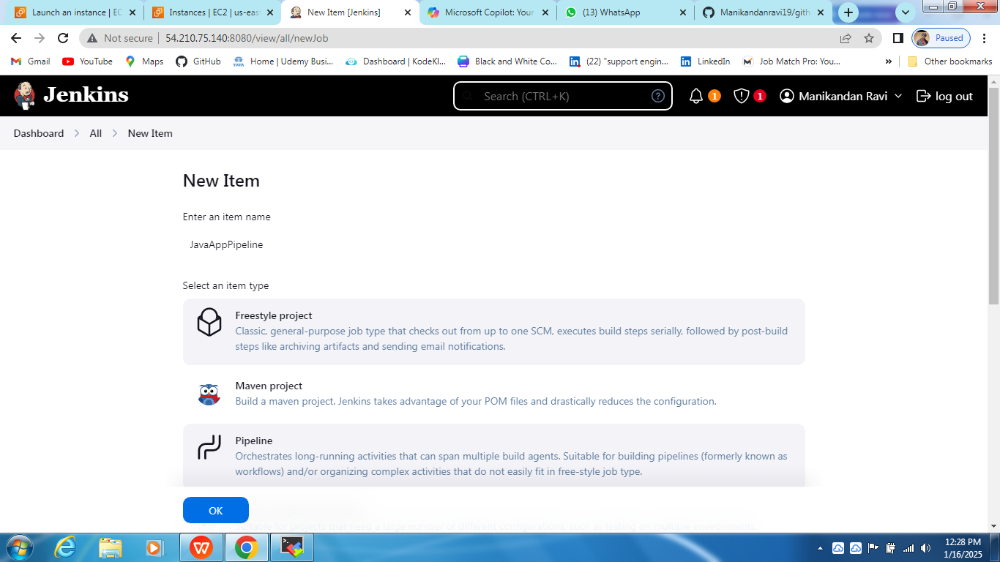 Launch an instance | EC
Instances | EC2 | us-eas
New Item [Jenkins]
Microsoft Copilot: Your
(13) WhatsApp
Manikandanravi19/gith
Not secure
54.210.75.140:8080/view/all/newJob
Paused
Gmail
YouTube
Maps
GitHub
Home | Udemy Busi...
Dashboard | KodeKl...
Black and White Co...
(22) "support engin...
LinkedIn
Job Match Pro: You...
»
Other bookmarks
Jenkins
Search (CTRL+K)
?
1
1
Manikandan Ravi
log out
Dashboard
All
New Item
New Item
Enter an item name
JavaAppPipeline
Select an item type
Freestyle project
Classic, general-purpose job type that checks out from up to one SCM, executes build steps serially, followed by post-build
steps like archiving artifacts and sending email notifications.
Maven project
Build a maven project. Jenkins takes advantage of your POM files and drastically reduces the configuration.
Pipeline
Orchestrates long-running activities that can span multiple build agents. Suitable for building pipelines (formerly known as
workflows) and/or organizing complex activities that do not easily fit in free-style job type.
OK
Suitable for projects that need a large number of different configurations, such as testing on multiple environments,
12:28 PM
1/16/2025